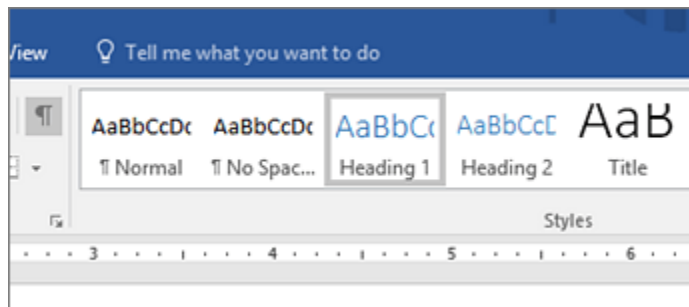 View Tell me what you want to do
¶
AaBbCcDc AaBbCcDc AaBbC AaBbCcD AaB
¶ Normal ¶ No Spac... Heading 1 Heading 2 Title
Styles
3 4 5 6